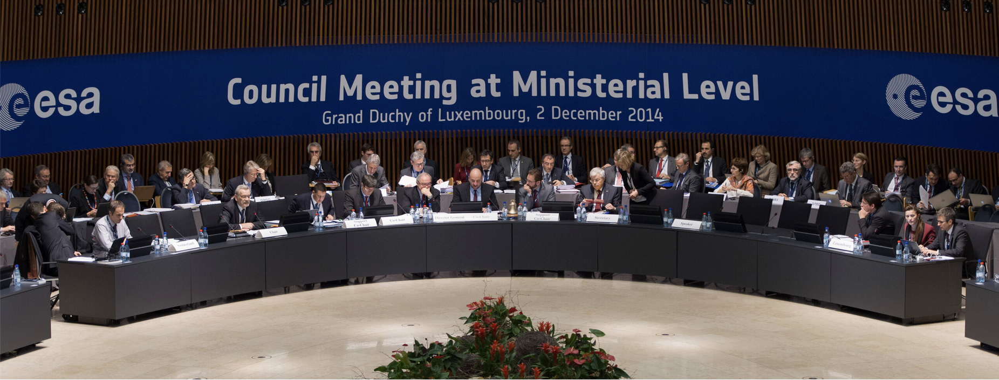 Council Meeting at Ministerial Level
Grand Duchy of Luxembourg, 2 December 2014
esa
esa
Switzerland
Chair
Support
Co-Chair
Co-Chair
Director General
Co-Chair
Support
Co-Chair
Secretary
Speaker
Luxembourg